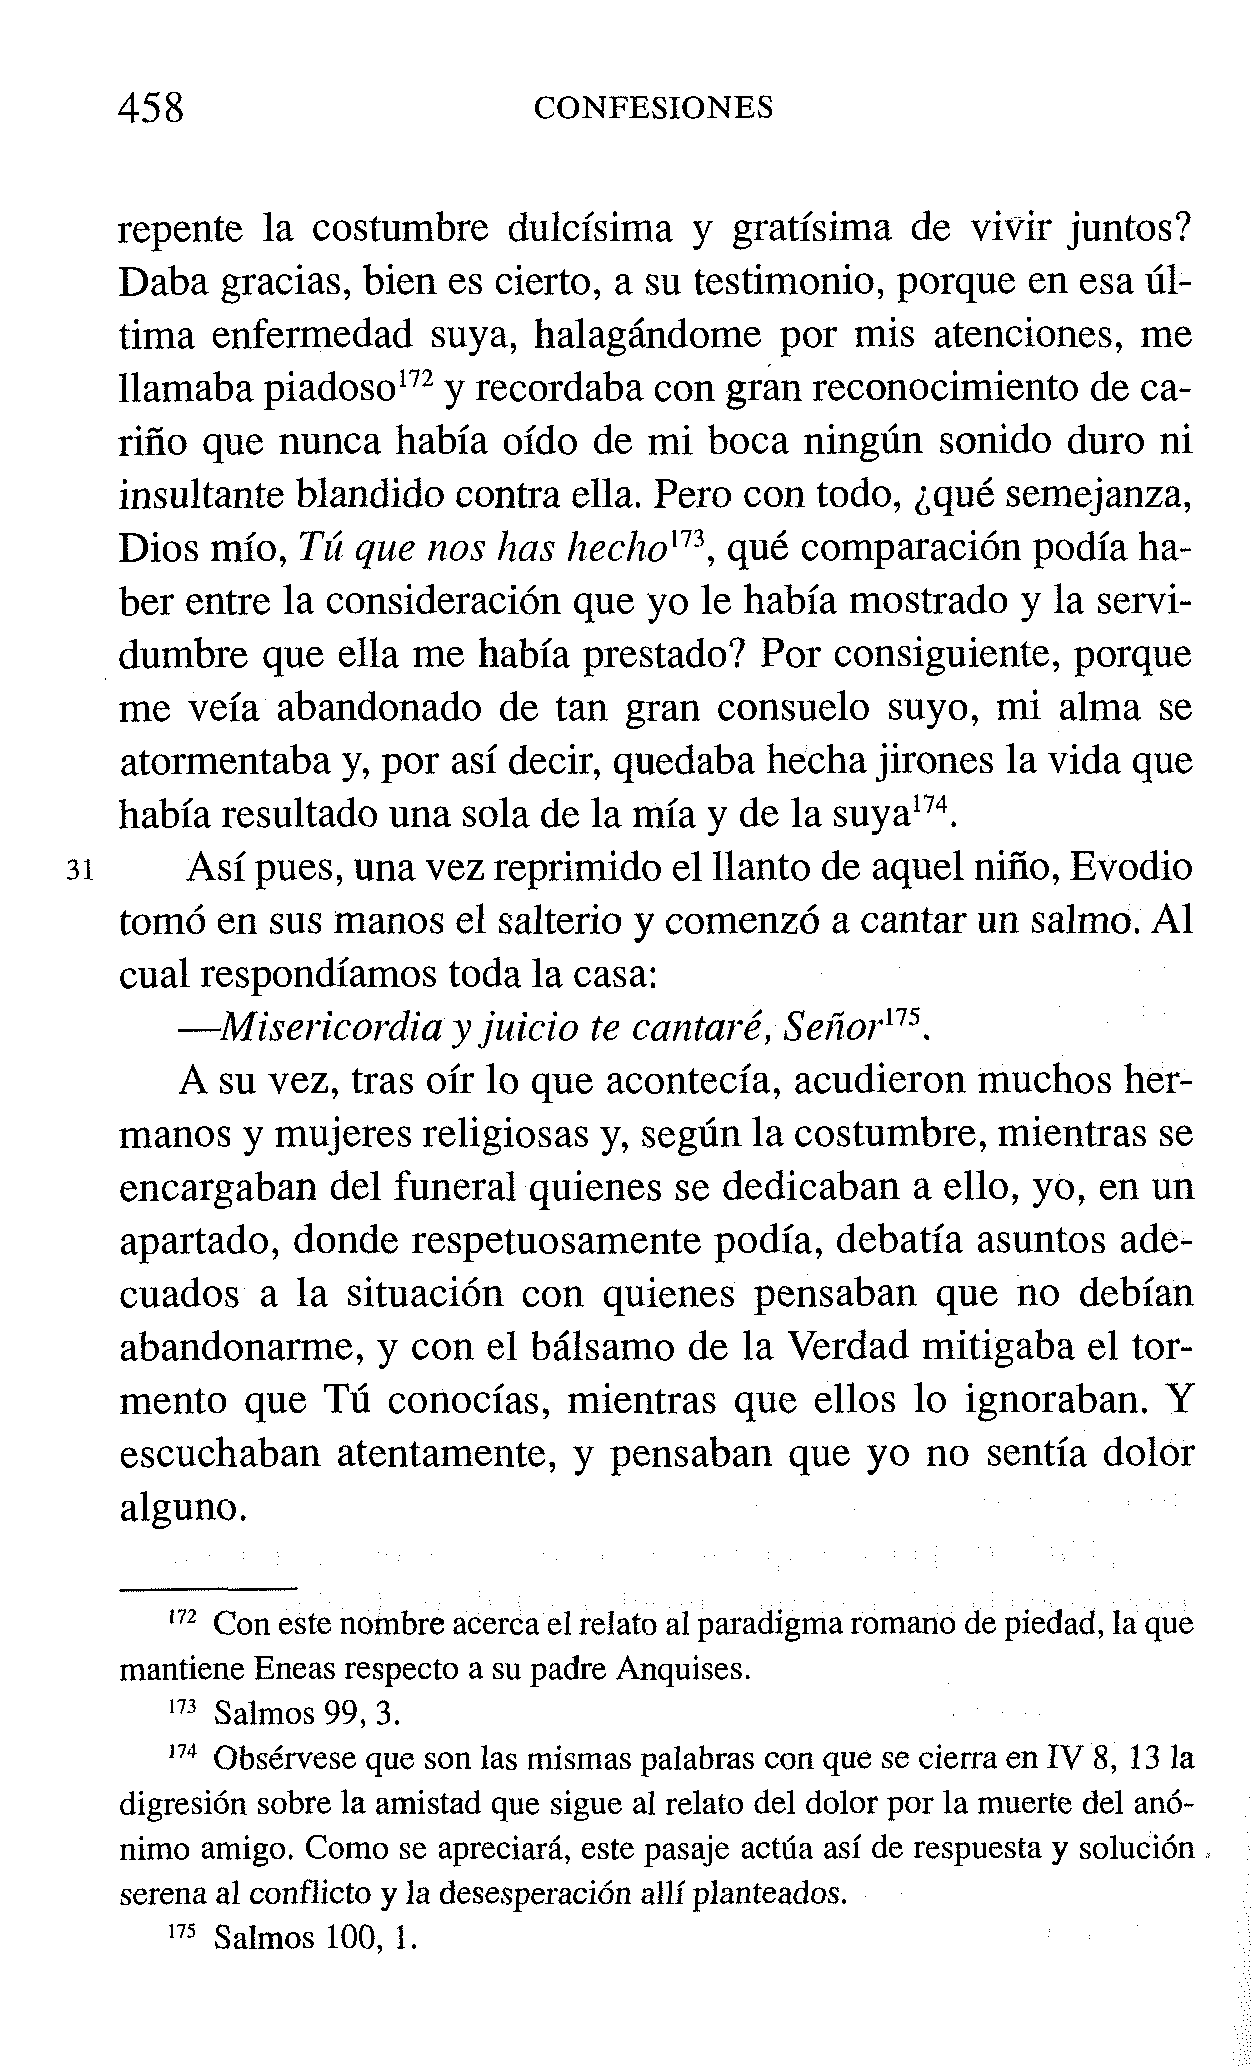 458 CONFESIONES
repente la costumbre dulcísima y gratísima de vivir juntos?
Daba gracias, bien es cierto, a su testimonio, porque en esa úl-
tima enfermedad suya, halagándome por mis atenciones, me
llamaba piadoso¹⁷² y recordaba con gran reconocimiento de ca-
riño que nunca había oído de mi boca ningún sonido duro ni
insultante blandido contra ella. Pero con todo, ¿qué semejanza,
Dios mío, Tú que nos has hecho¹⁷³, qué comparación podía ha-
ber entre la consideración que yo le había mostrado y la servi-
dumbre que ella me había prestado? Por consiguiente, porque
me veía abandonado de tan gran consuelo suyo, mi alma se
atormentaba y, por así decir, quedaba hecha jirones la vida que
había resultado una sola de la mía y de la suya¹⁷⁴.
31 Así pues, una vez reprimido el llanto de aquel niño, Evodio
tomó en sus manos el salterio y comenzó a cantar un salmo. Al
cual respondíamos toda la casa:
—Misericordia y juicio te cantaré, Señor¹⁷⁵.
A su vez, tras oír lo que acontecía, acudieron muchos her-
manos y mujeres religiosas y, según la costumbre, mientras se
encargaban del funeral quienes se dedicaban a ello, yo, en un
apartado, donde respetuosamente podía, debatía asuntos ade-
cuados a la situación con quienes pensaban que no debían
abandonarme, y con el bálsamo de la Verdad mitigaba el tor-
mento que Tú conocías, mientras que ellos lo ignoraban. Y
escuchaban atentamente, y pensaban que yo no sentía dolor
alguno.
¹⁷² Con este nombre acerca el relato al paradigma romano de piedad, la que
mantiene Eneas respecto a su padre Anquises.
¹⁷³ Salmos 99, 3.
¹⁷⁴ Obsérvese que son las mismas palabras con que se cierra en IV 8, 13 la
digresión sobre la amistad que sigue al relato del dolor por la muerte del anó-
nimo amigo. Como se apreciará, este pasaje actúa así de respuesta y solución
serena al conflicto y la desesperación allí planteados.
¹⁷⁵ Salmos 100, 1.